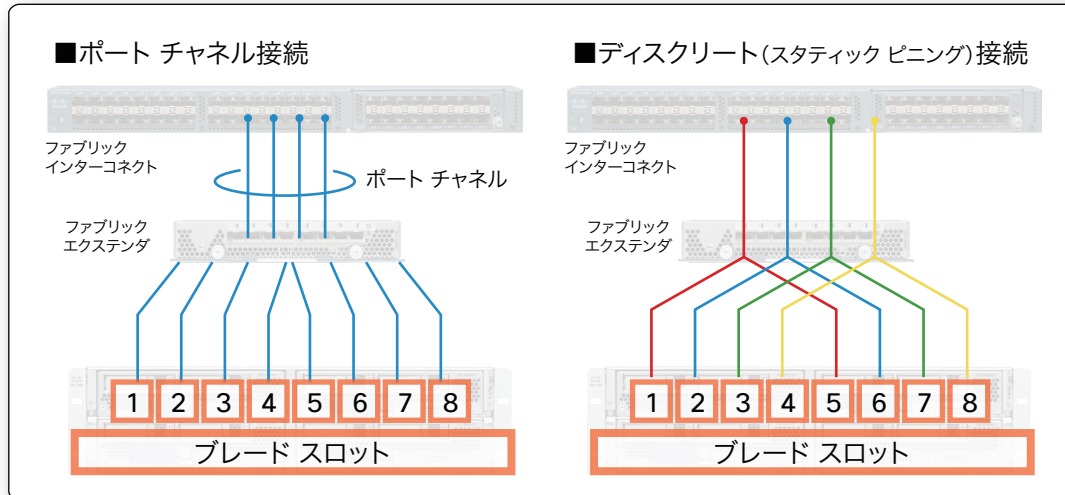 ■ポート チャネル接続
ファブリック
インターコネクト
ポート チャネル
ファブリック
エクステンダ
1 2 3 4 5 6 7 8
ブレード スロット
■ディスクリート（スタティック ピニング）接続
ファブリック
インターコネクト
ファブリック
エクステンダ
1 2 3 4 5 6 7 8
ブレード スロット